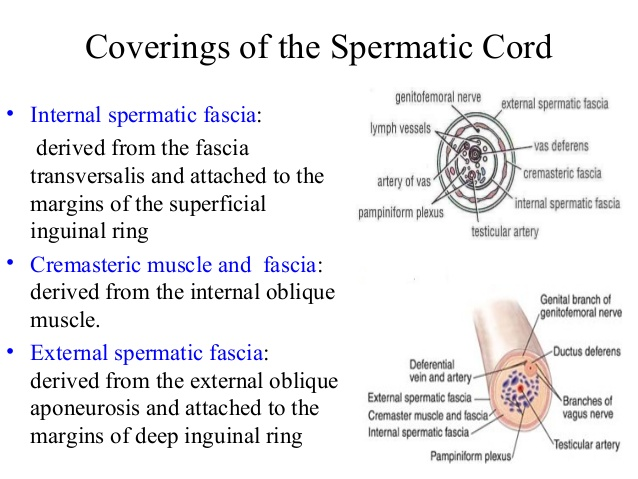 Coverings of the Spermatic Cord
• Internal spermatic fascia:
derived from the fascia
transversalis and attached to the
margins of the superficial
inguinal ring
• Cremasteric muscle and fascia:
derived from the internal oblique
muscle.
• External spermatic fascia:
derived from the external oblique
aponeurosis and attached to the
margins of deep inguinal ring
genitofemoral nerve
external spermatic fascia
lymph vessels
vas deferens
cremasteric fascia
artery of vas
internal spermatic fascia
pampiniform plexus
testicular artery
Genital branch of
genitofemoral nerve
Ductus deferens
Deferential
vein and artery
External spermatic fascia
Cremaster muscle and fascia
Internal spermatic fascia
Branches of
vagus nerve
Testicular artery
Pampiniform plexus